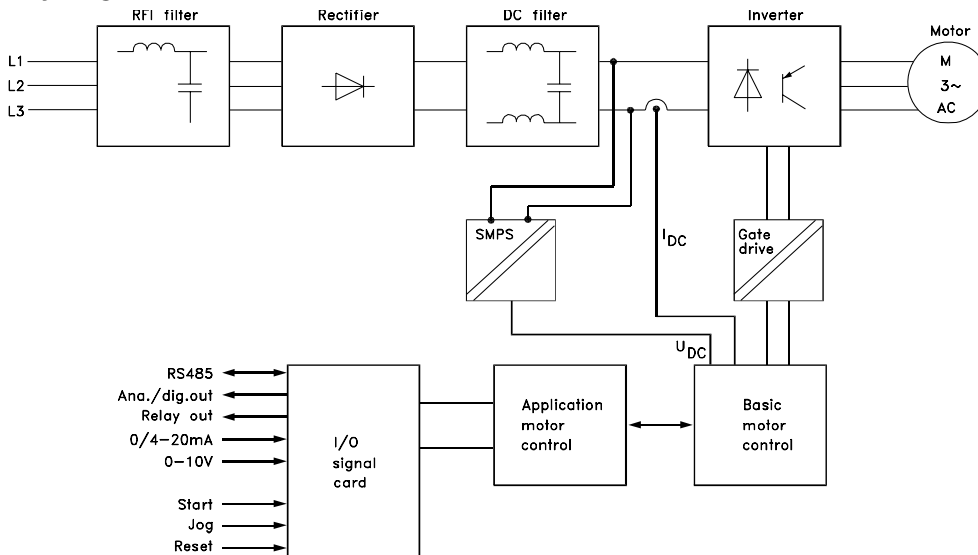 RFI filter
Rectifier
DC filter
Inverter
Motor
L1
L2
L3
M
3~
AC
SMPS
I DC
Gate
drive
U DC
RS485
Ana./dig.out
Relay out
0/4-20mA
0-10V
Start
Jog
Reset
I/O
signal
card
Application
motor
control
Basic
motor
control